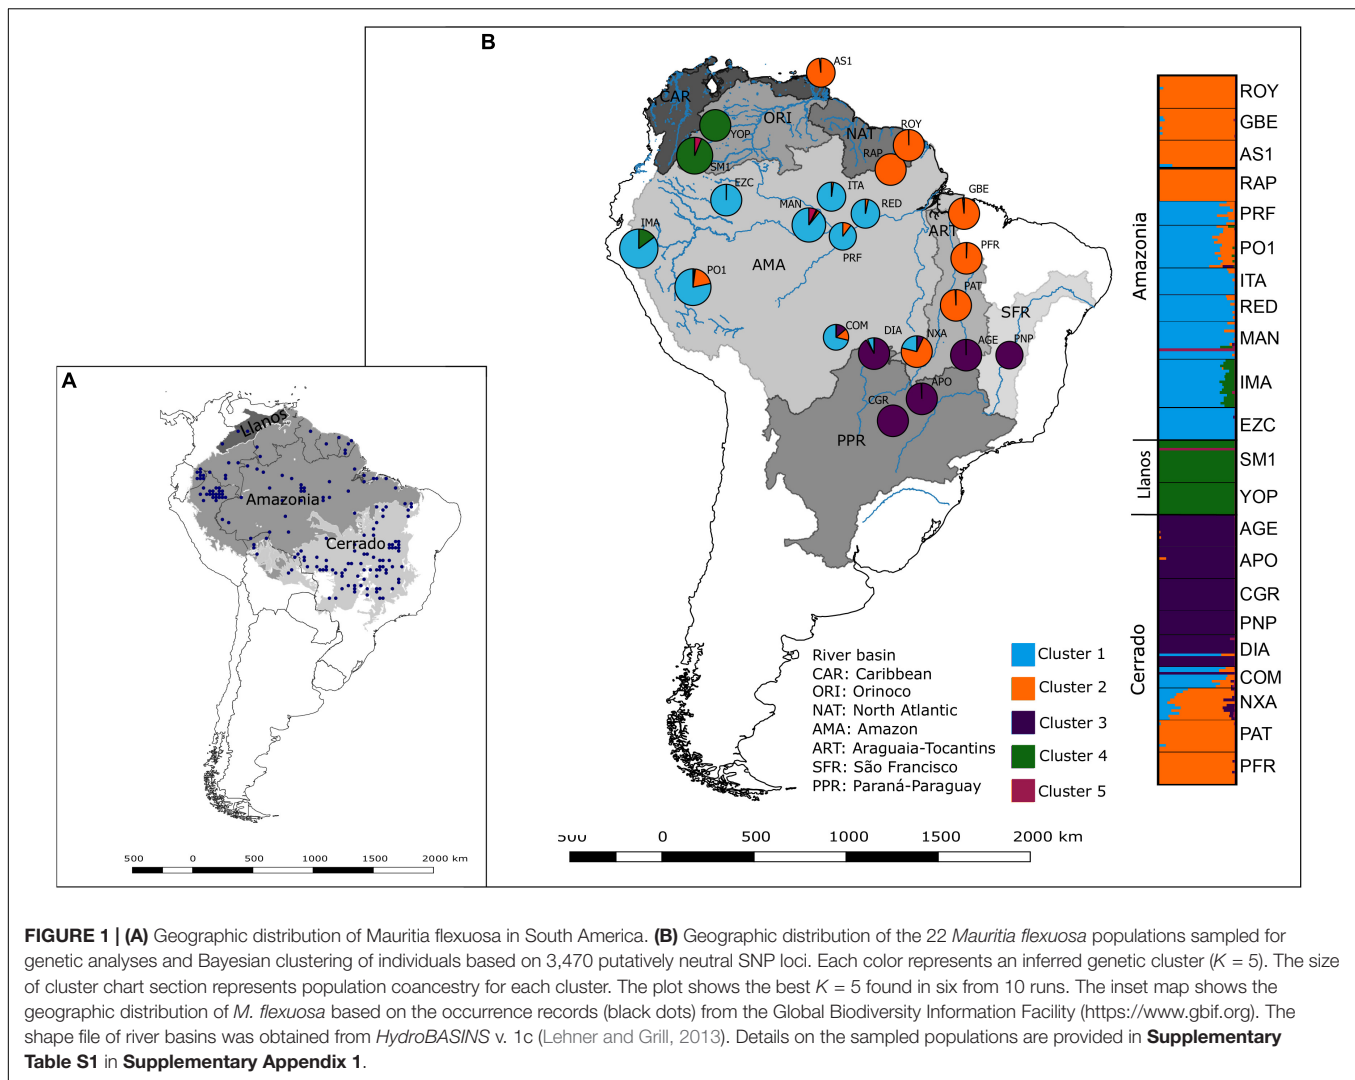 B
AS1
CAR
ORI
YOP
NAT
ROY
RAP
SM1
EZC
ITA
GBE
MAN
RED
IMA
ART
PRF
PFR
AMA
PO1
PAT
SFR
COM
DIA
NXA
AGE
PNP
APO
CGR
PPR
River basin
CAR: Caribbean
ORI: Orinoco
NAT: North Atlantic
AMA: Amazon
ART: Araguaia-Tocantins
SFR: São Francisco
PPR: Paraná-Paraguay
Cluster 1
Cluster 2
Cluster 3
Cluster 4
Cluster 5
500 0 500 1000 1500 2000 km
Amazonia
Llanos
Cerrado
ROY
GBE
AS1
RAP
PRF
PO1
ITA
RED
MAN
IMA
EZC
SM1
YOP
AGE
APO
CGR
PNP
DIA
COM
NXA
PAT
PFR
A
Llanos
Amazonia
Cerrado
500 0 500 1000 1500 2000 km
FIGURE 1 | (A) Geographic distribution of Mauritia flexuosa in South America. (B) Geographic distribution of the 22 Mauritia flexuosa populations sampled for
genetic analyses and Bayesian clustering of individuals based on 3,470 putatively neutral SNP loci. Each color represents an inferred genetic cluster (K = 5). The size
of cluster chart section represents population coancestry for each cluster. The plot shows the best K = 5 found in six from 10 runs. The inset map shows the
geographic distribution of M. flexuosa based on the occurrence records (black dots) from the Global Biodiversity Information Facility (https://www.gbif.org). The
shape file of river basins was obtained from HydroBASINS v. 1c (Lehner and Grill, 2013). Details on the sampled populations are provided in Supplementary
Table S1 in Supplementary Appendix 1.